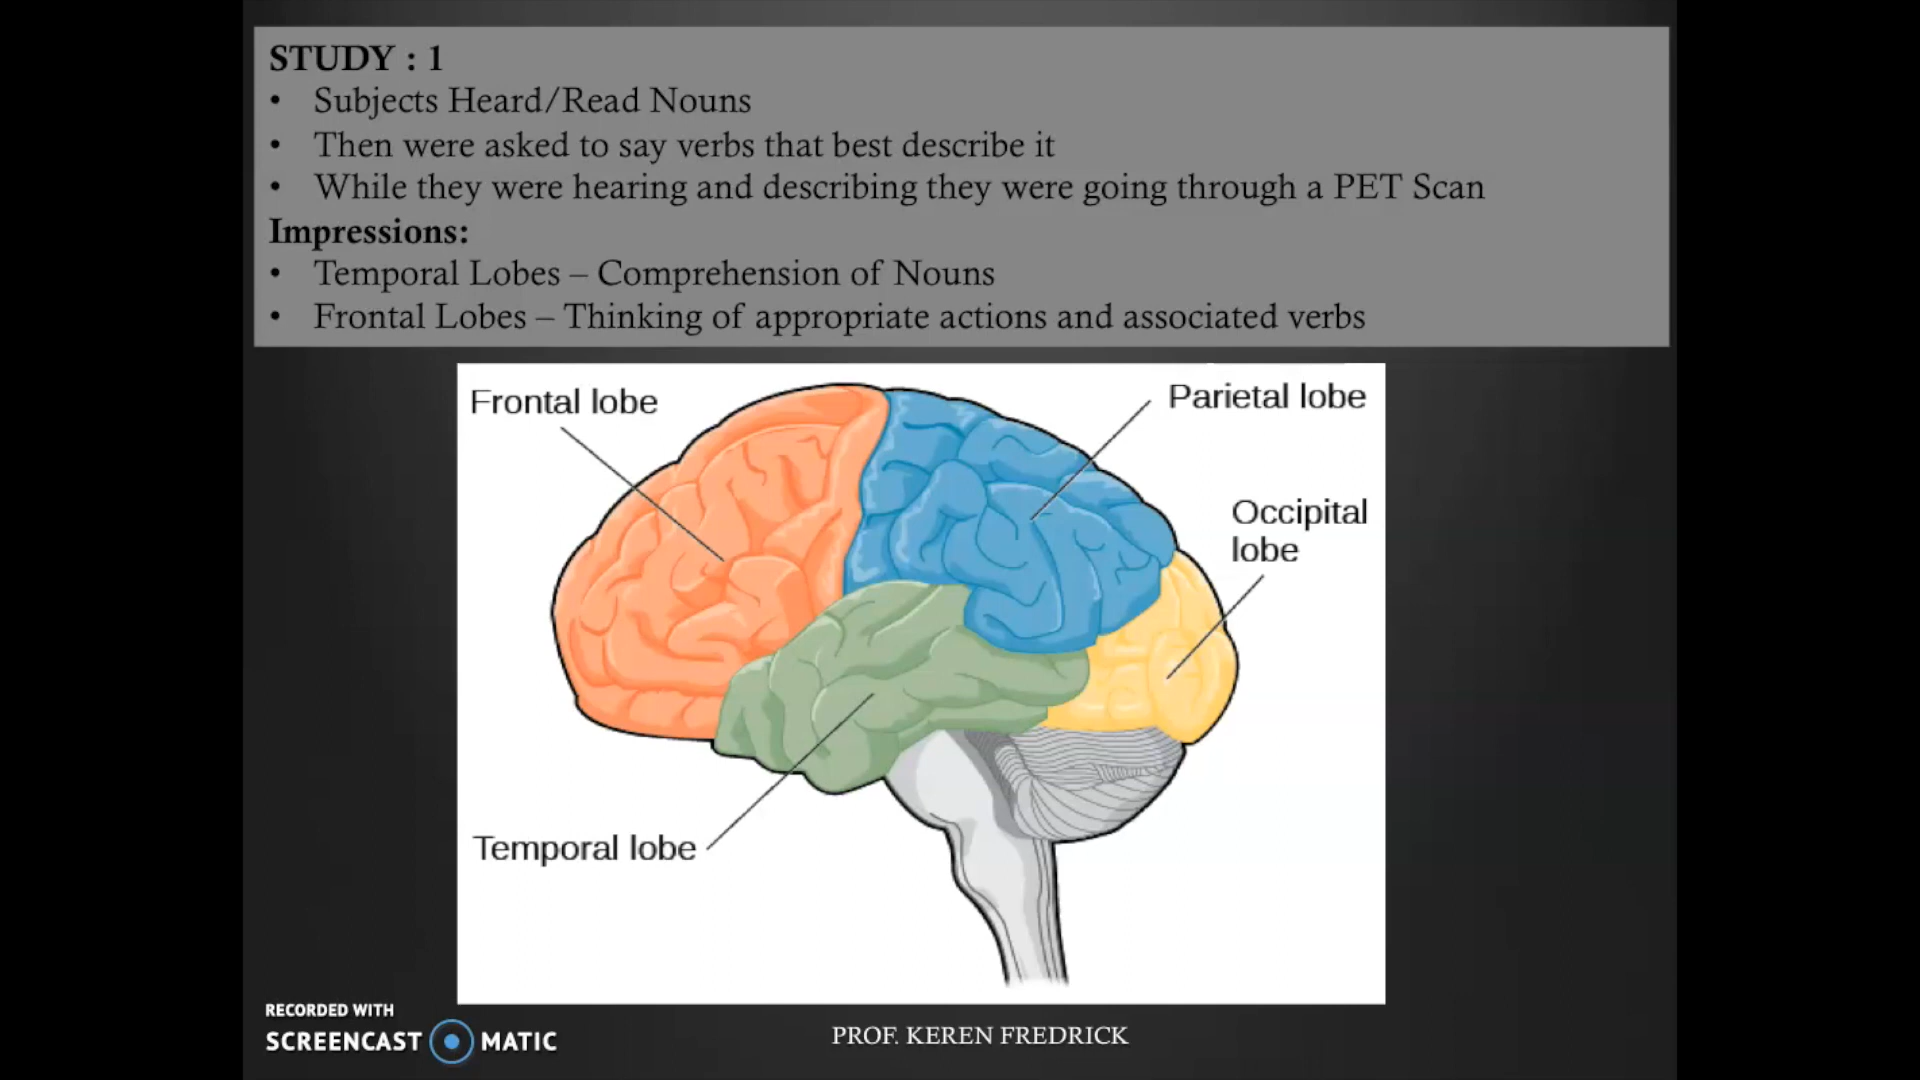 STUDY : 1
• Subjects Heard/Read Nouns
• Then were asked to say verbs that best describe it
• While they were hearing and describing they were going through a PET Scan
Impressions:
• Temporal Lobes – Comprehension of Nouns
• Frontal Lobes – Thinking of appropriate actions and associated verbs
Frontal lobe
Parietal lobe
Occipital
lobe
Temporal lobe
RECORDED WITH
SCREENCAST MATIC
PROF. KEREN FREDRICK